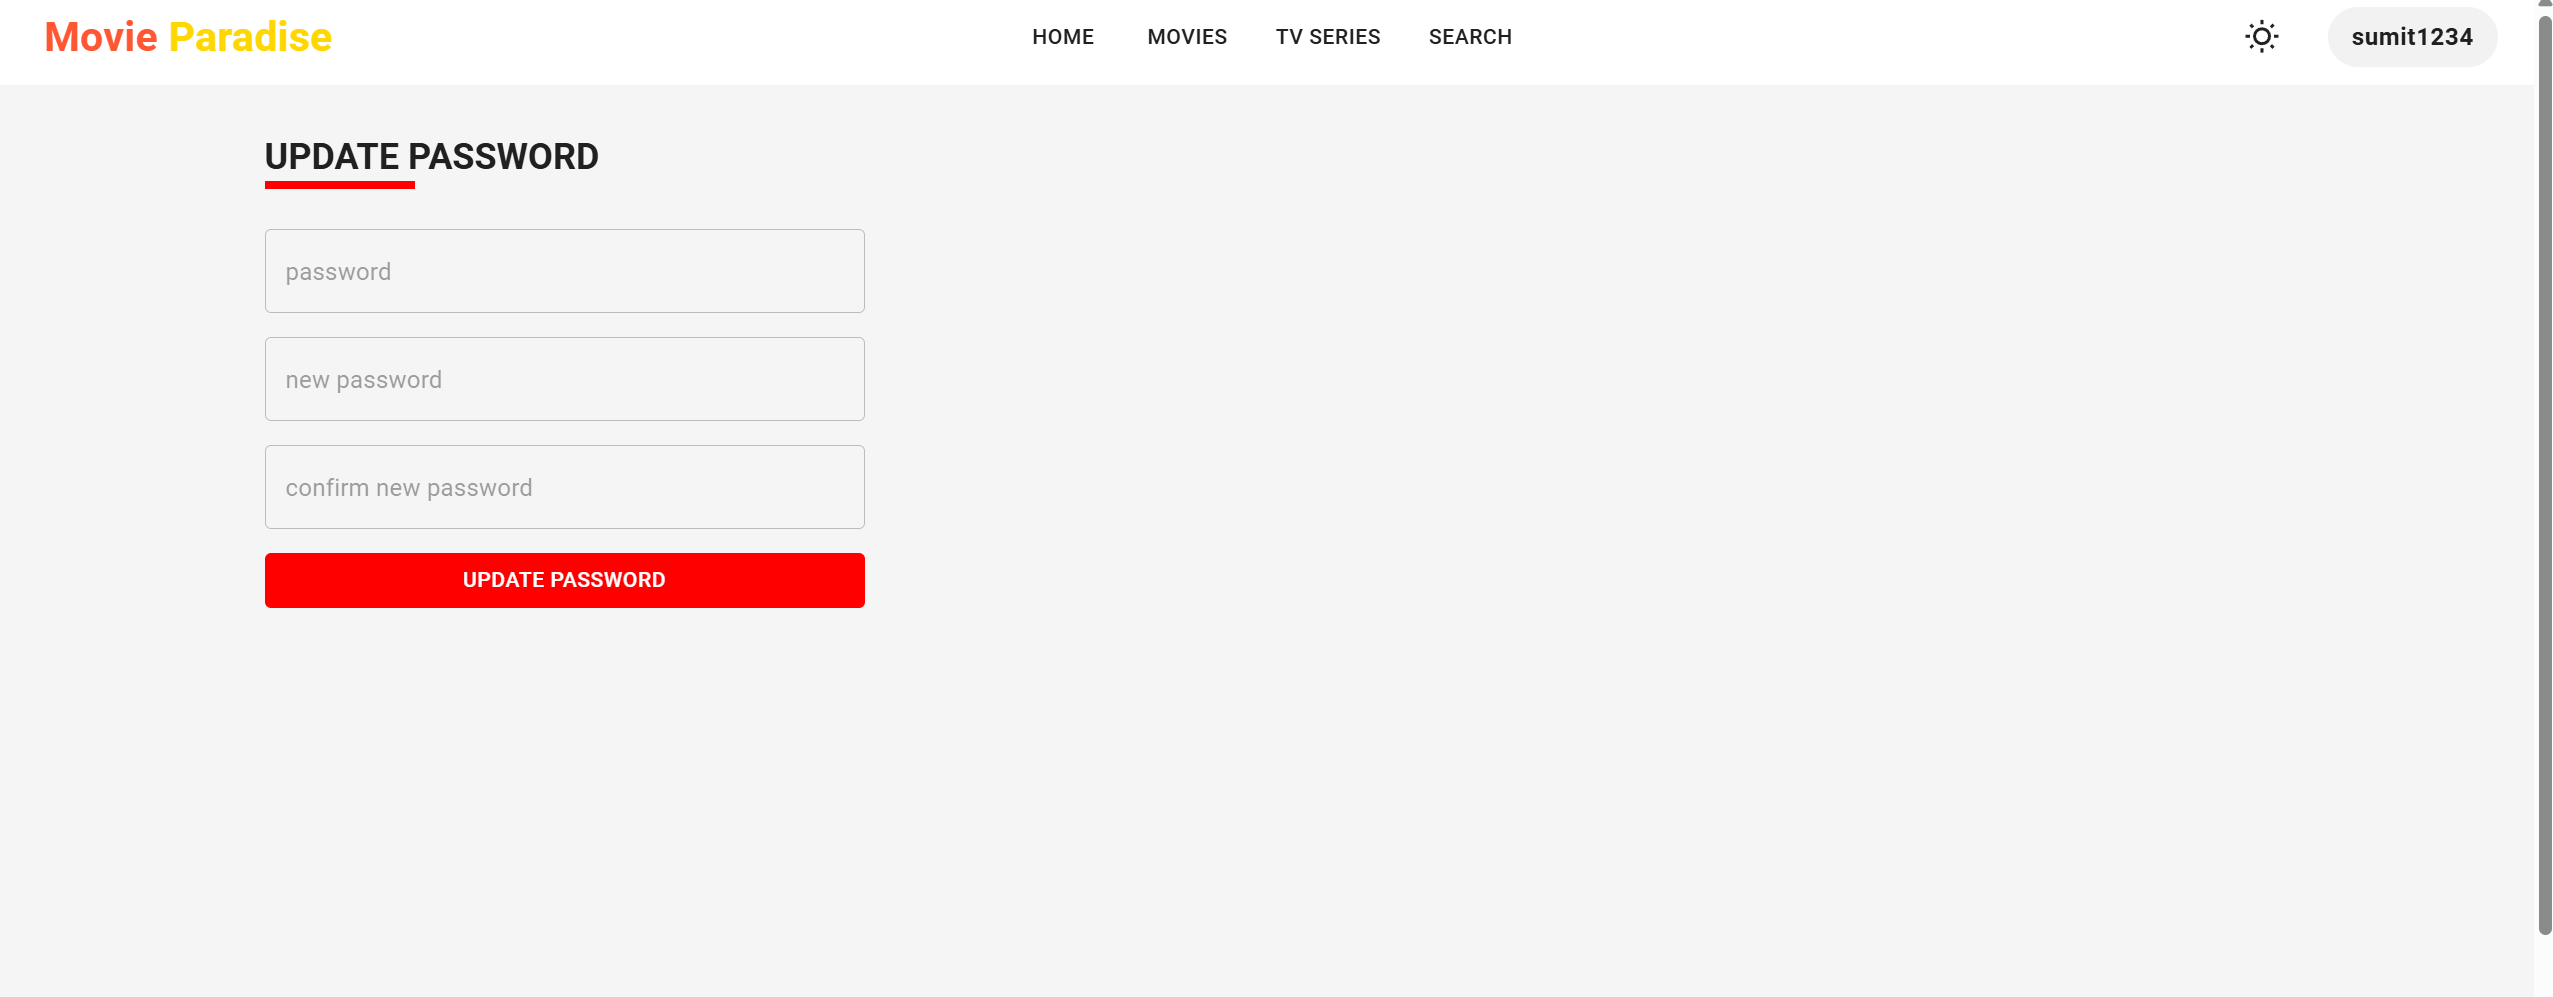 Movie Paradise
HOME MOVIES TV SERIES SEARCH
sumit1234
UPDATE PASSWORD
password
new password
confirm new password
UPDATE PASSWORD